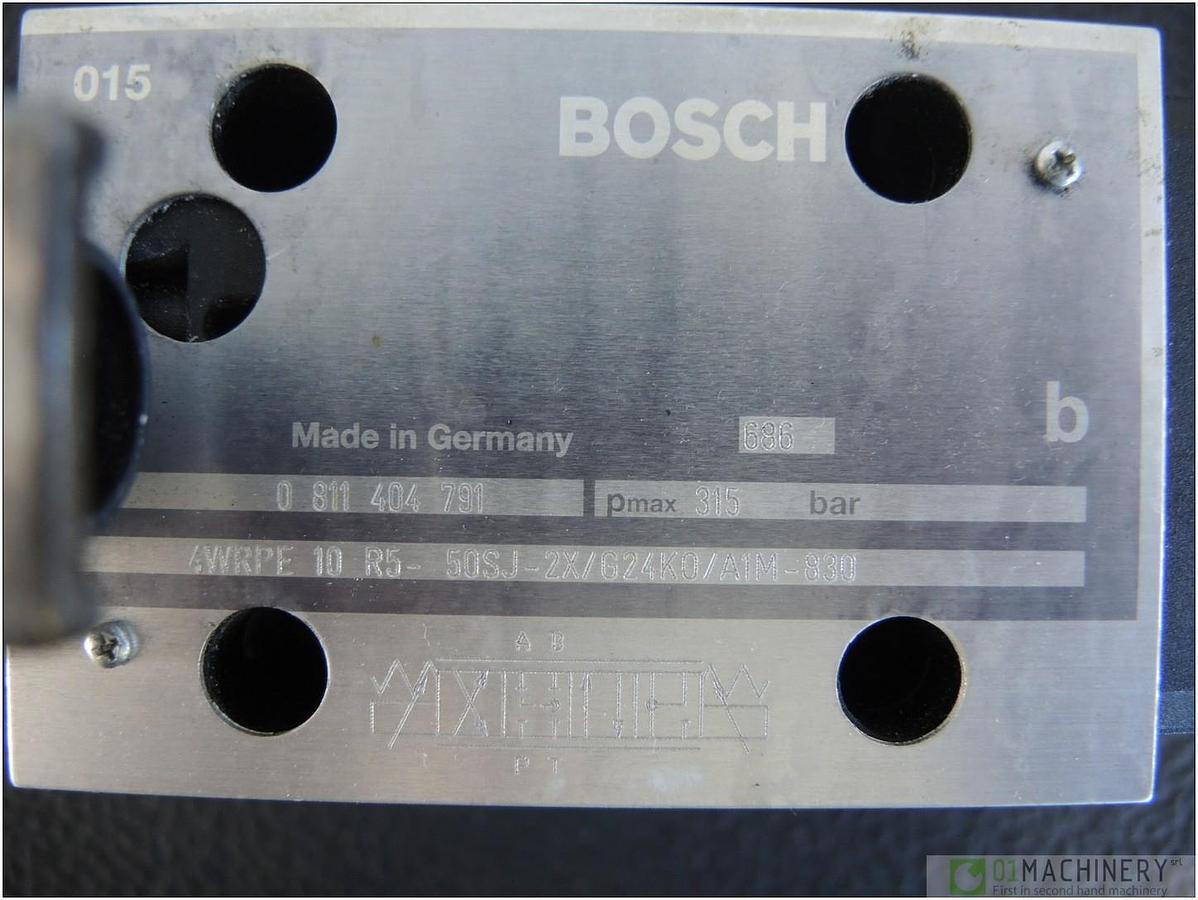 015
BOSCH
b
Made in Germany 686
0 811 404 791 pmax 315 bar
4WRPE 10 R5- 50SJ-2X/G24K0/A1M-830
A B
P T
01MACHINERY srl
First in second hand machinery